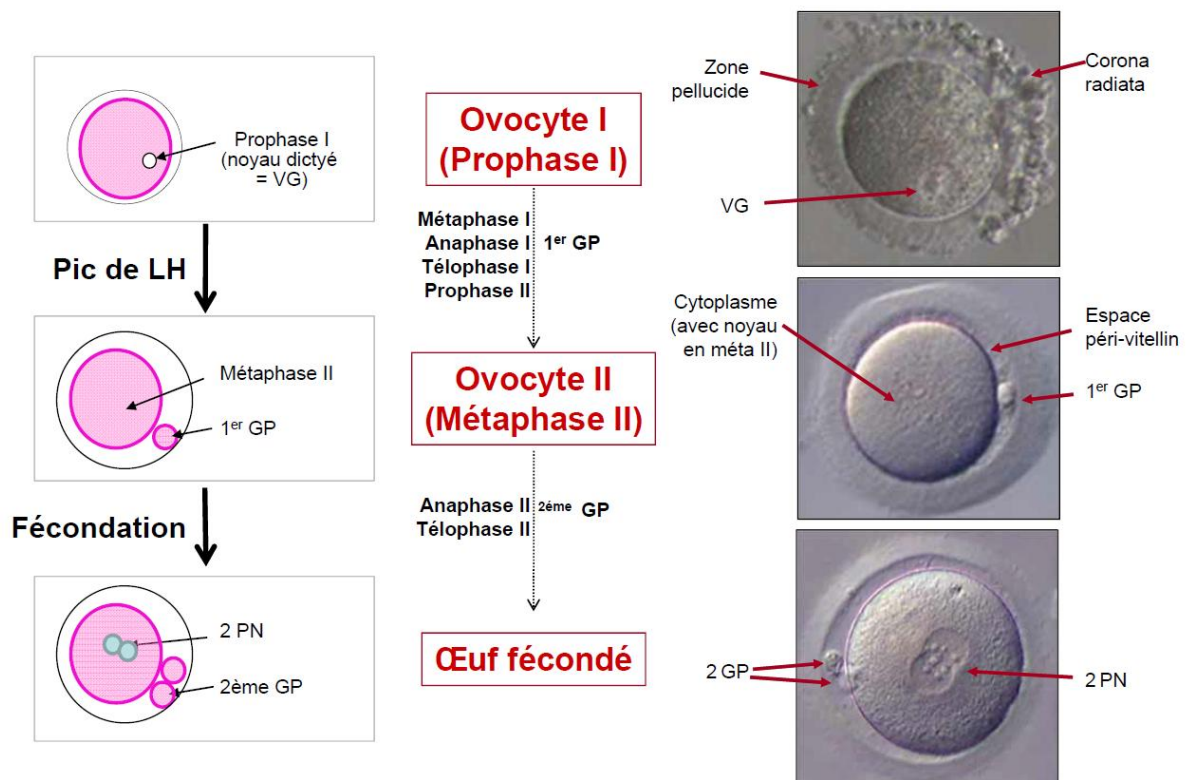 Prophase I
(noyau dictyé
= VG)
Pic de LH
Métaphase II
1er GP
Fécondation
2 PN
2ème GP
Ovocyte I
(Prophase I)
Métaphase I
Anaphase I
Télophase I
Prophase II
1er GP
Ovocyte II
(Métaphase II)
Anaphase II
Télophase II
2éme GP
Œuf fécondé
Zone
pellucide
Corona
radiata
VG
Cytoplasme
(avec noyau
en méta II)
Espace
péri-vitellin
1er GP
2 GP
2 PN